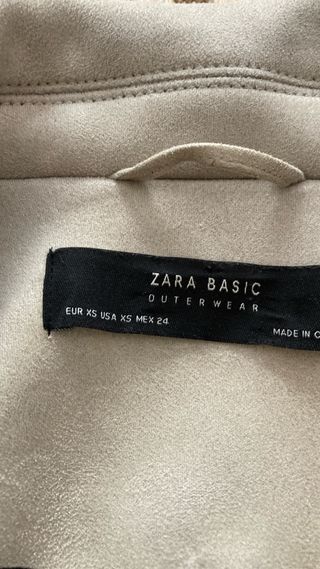 ZARA BASIC
OUTERWEAR
EUR XS USA XS MEX 24
MADE IN